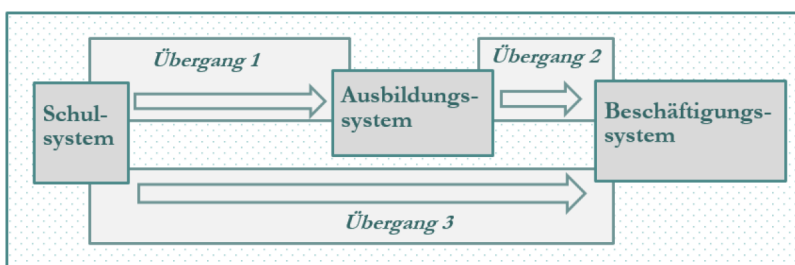 Übergang 1
Übergang 2
Schul-
system
Ausbildungs-
system
Beschäftigungs-
system
Übergang 3